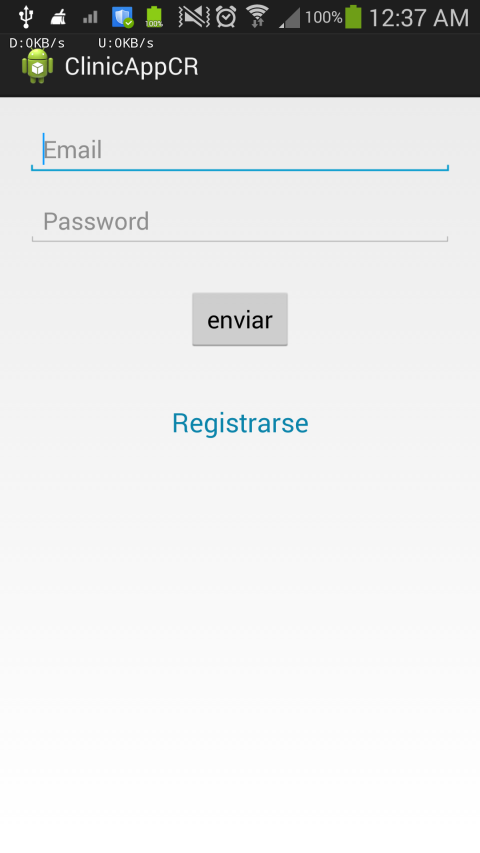 100% 12:37 AM
D:0KB/s U:0KB/s
ClinicAppCR
Email
Password
enviar
Registrarse